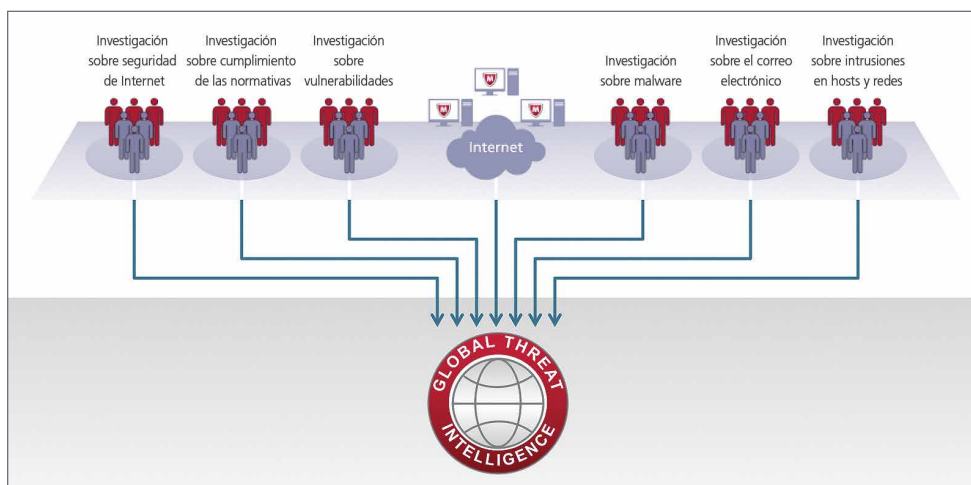 Investigación
sobre seguridad
de Internet
Investigación
sobre cumplimiento
de las normativas
Investigación
sobre
vulnerabilidades
Internet
Investigación
sobre malware
Investigación
sobre el correo
electrónico
Investigación
sobre intrusiones
en hosts y redes
GLOBAL THREAT
INTELLIGENCE